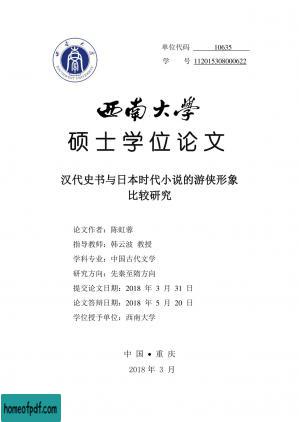 单位代码 10635
学 号 112015308000622
西南大学
硕士学位论文
汉代史书与日本时代小说的游侠形象
比较研究
论文作者：陈虹蓉
指导教师：韩云波 教授
学科专业：中国古代文学
研究方向：先秦至隋方向
提交论文日期：2018 年 3 月 31 日
论文答辩日期：2018 年 5 月 20 日
学位授予单位：西南大学
中 国 • 重 庆
2018 年 3 月
homeofpdf.com